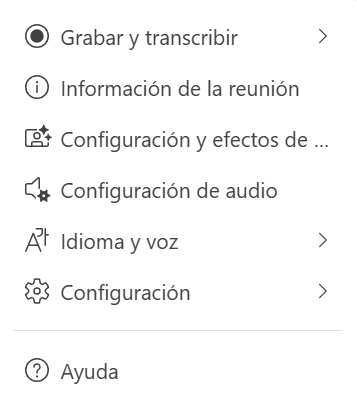 Grabar y transcribir
Información de la reunión
Configuración y efectos de ...
Configuración de audio
Idioma y voz
Configuración
Ayuda